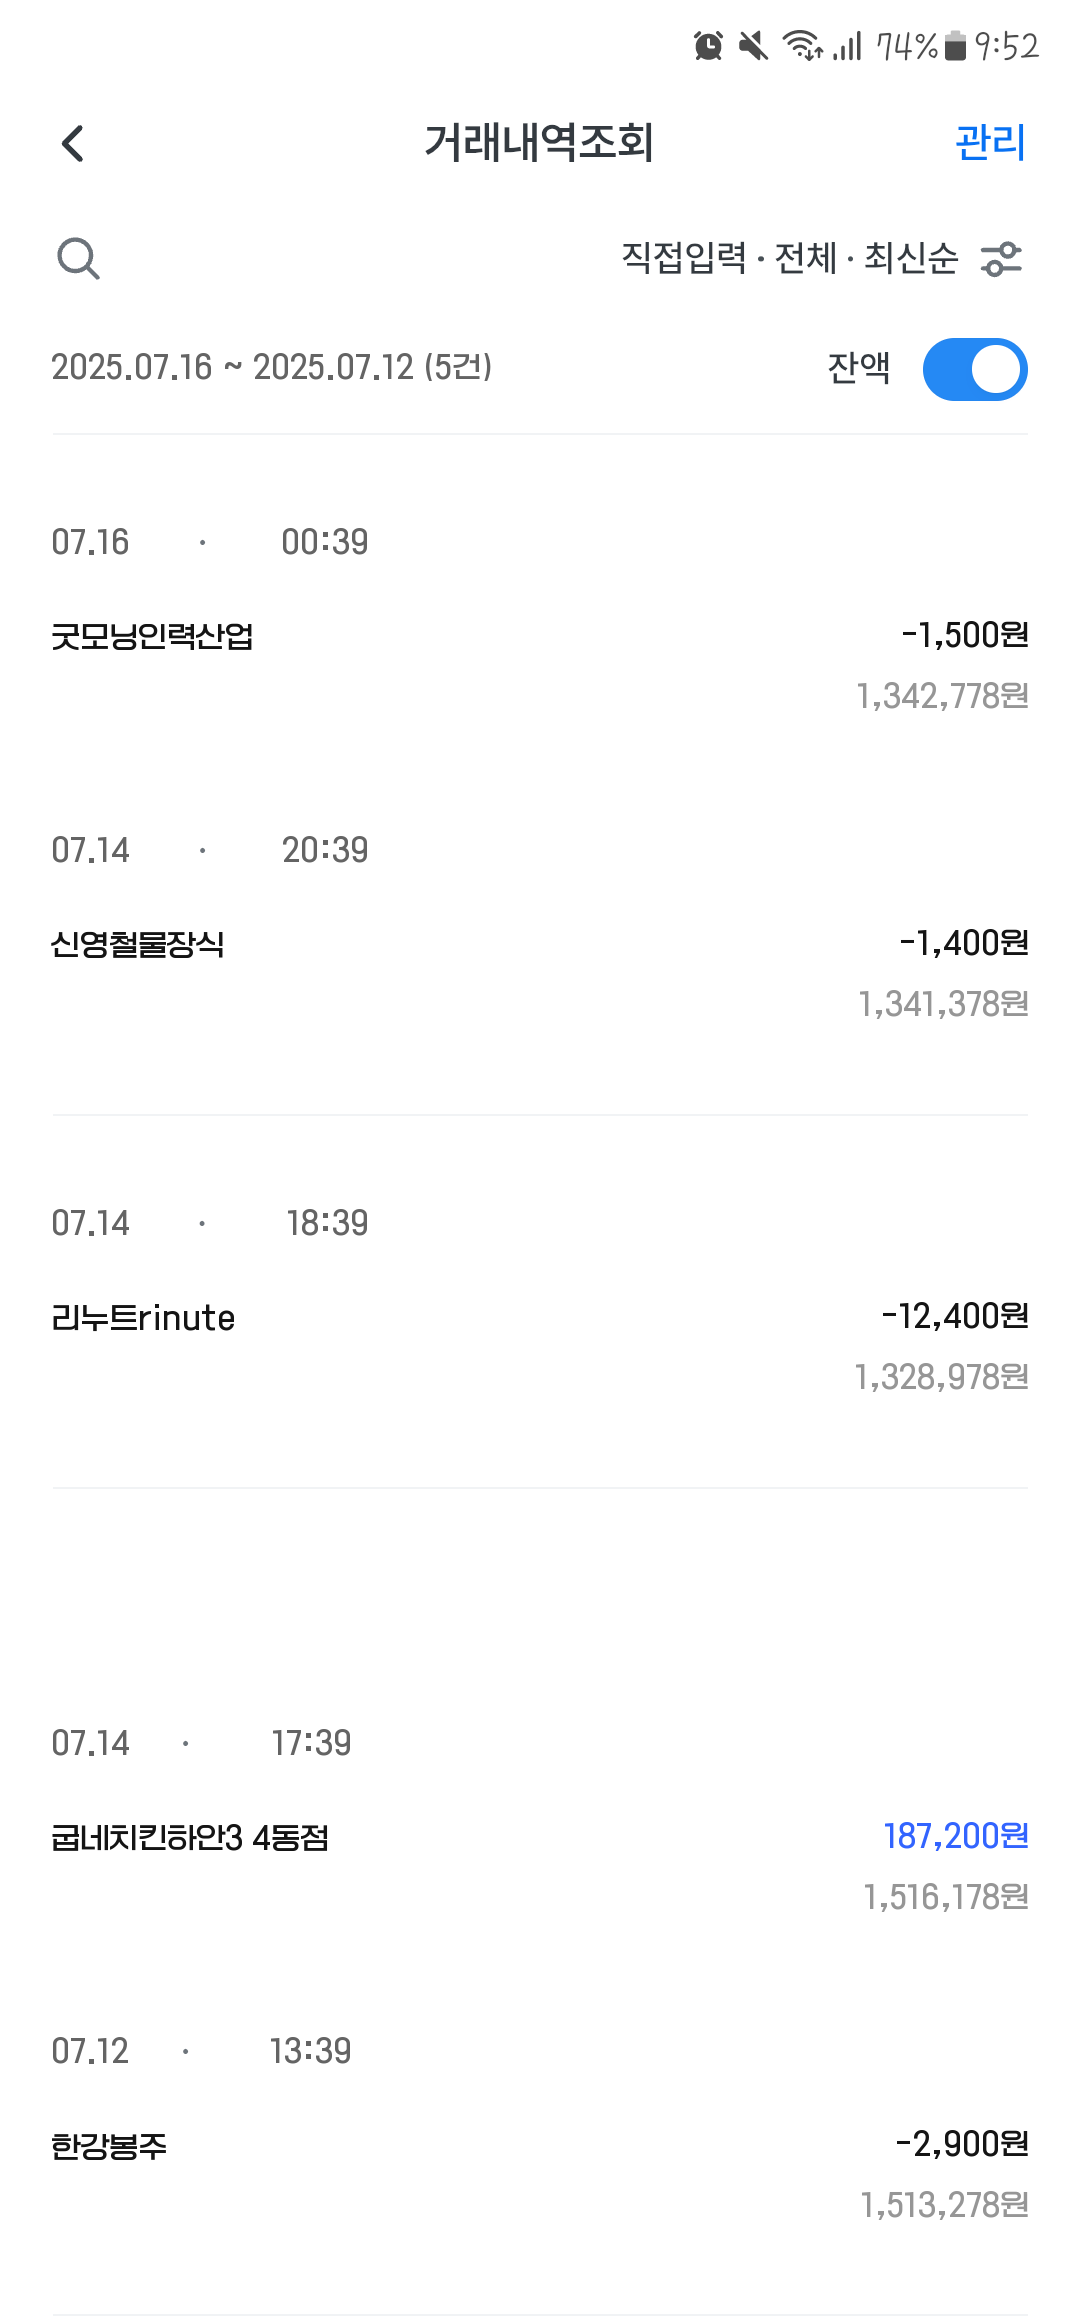 74% 9:52
거래내역조회 관리
직접입력 · 전체 · 최신순
2025.07.16 ~ 2025.07.12 (5건) 잔액
07.16 · 00:39
굿모닝인력산업 -1,500원
1,342,778원
07.14 · 20:39
신영철물장식 -1,400원
1,341,378원
07.14 · 18:39
리누트rinute -12,400원
1,328,978원
07.14 · 17:39
굽네치킨하안3 4동점 187,200원
1,516,178원
07.12 · 13:39
한강봉주 -2,900원
1,513,278원